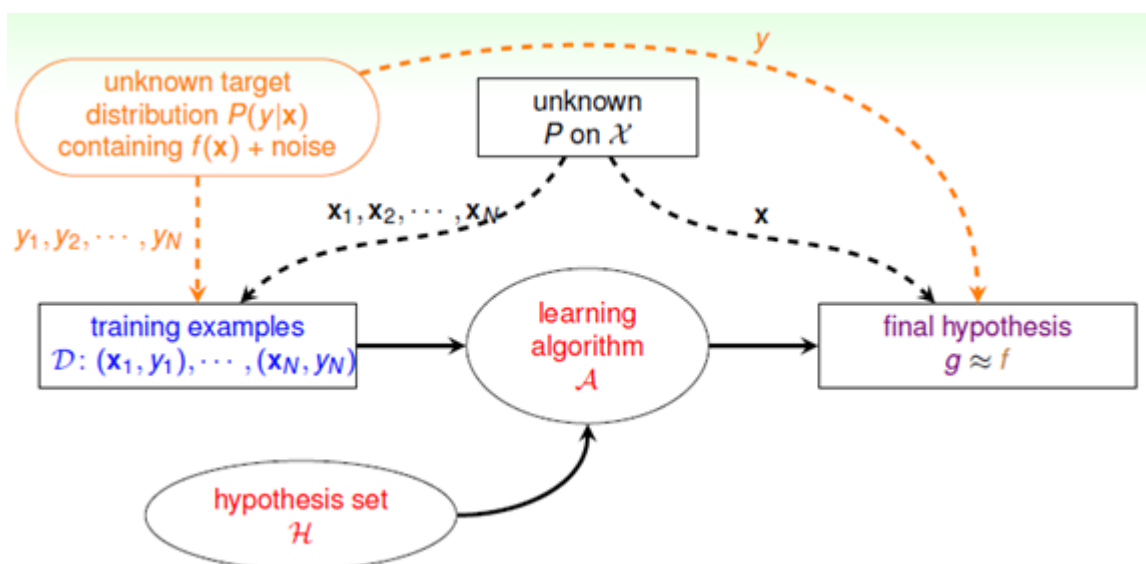 y
unknown target
distribution P(y|x)
containing f(x) + noise
unknown
P on 𝒳
x₁, x₂, ⋯ , x_N
x
y₁, y₂, ⋯ , y_N
training examples
𝒟: (x₁, y₁), ⋯ , (x_N, y_N)
learning
algorithm
𝒜
final hypothesis
g ≈ f
hypothesis set
ℋ